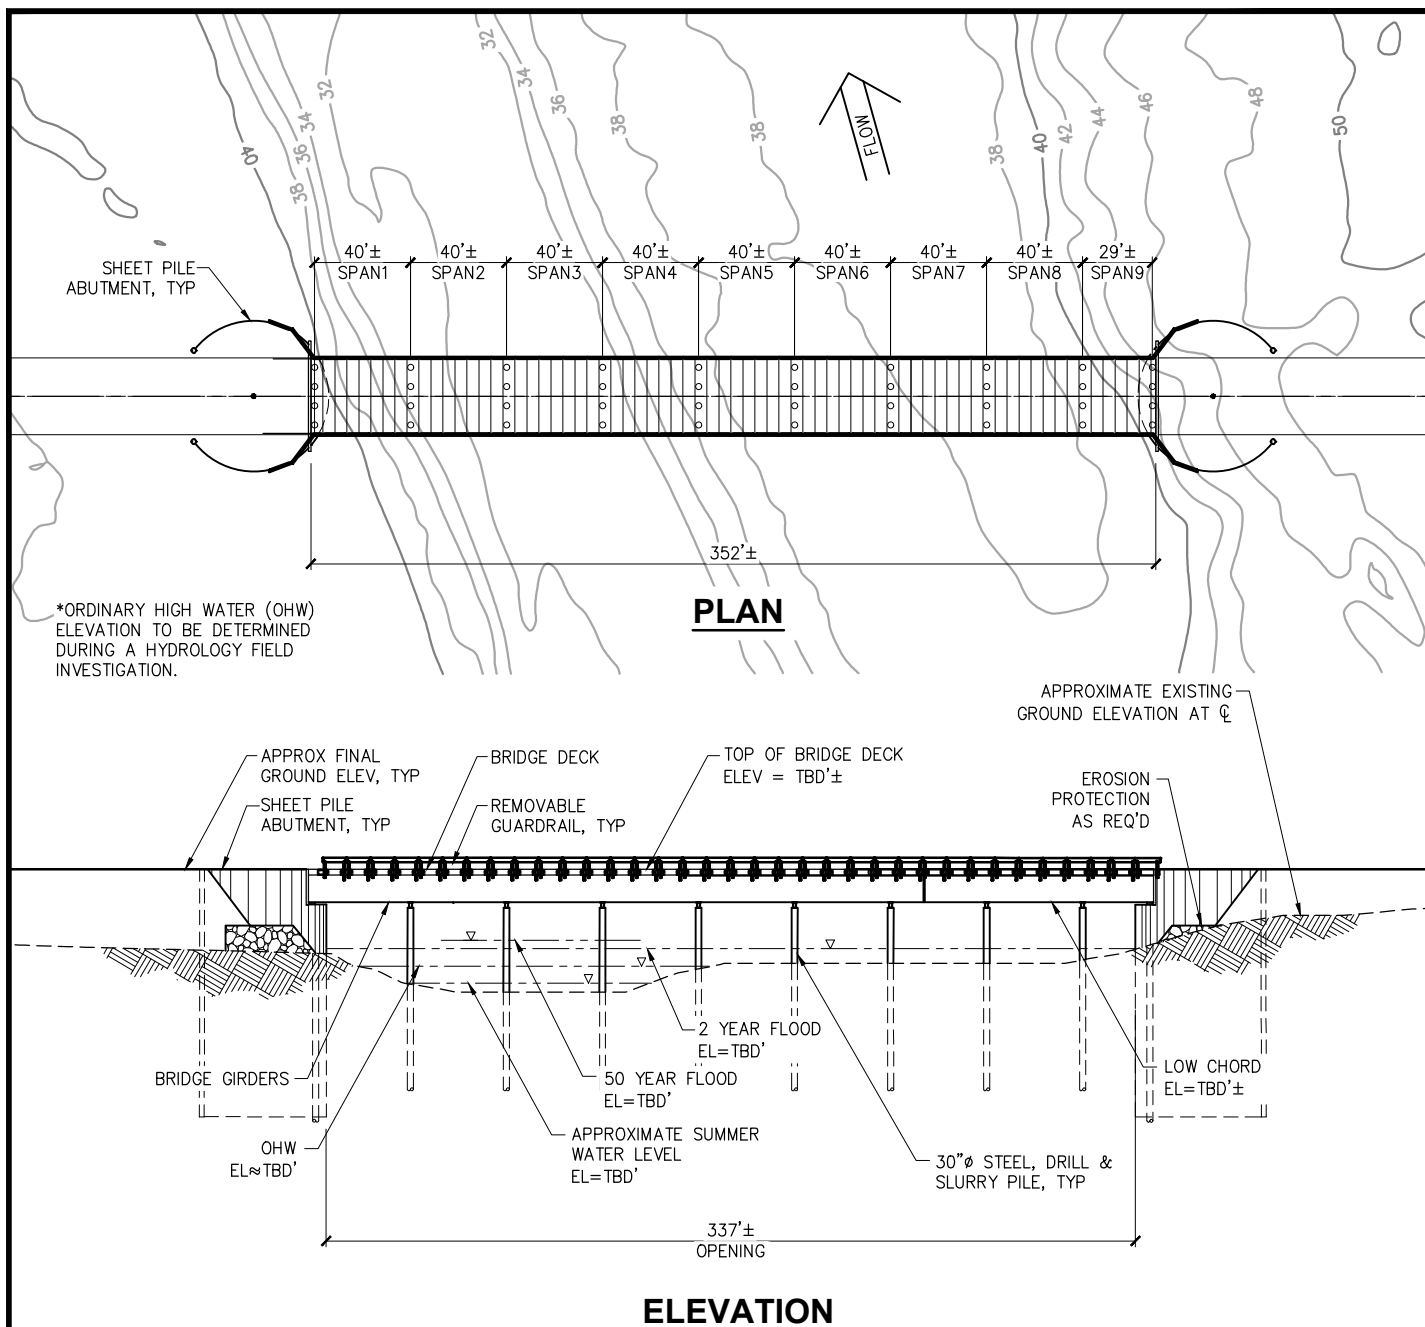 32
34
36
38
40
32
34
36
38
38
38
40
42
44
46
48
50
FLOW
40'±
SPAN1
40'±
SPAN2
40'±
SPAN3
40'±
SPAN4
40'±
SPAN5
40'±
SPAN6
40'±
SPAN7
40'±
SPAN8
29'±
SPAN9
SHEET PILE
ABUTMENT, TYP
352'±
PLAN
*ORDINARY HIGH WATER (OHW)
ELEVATION TO BE DETERMINED
DURING A HYDROLOGY FIELD
INVESTIGATION.
APPROXIMATE EXISTING
GROUND ELEVATION AT ℄
APPROX FINAL
GROUND ELEV, TYP
SHEET PILE
ABUTMENT, TYP
BRIDGE DECK
REMOVABLE
GUARDRAIL, TYP
TOP OF BRIDGE DECK
ELEV = TBD'±
EROSION
PROTECTION
AS REQ'D
2 YEAR FLOOD
EL=TBD'
BRIDGE GIRDERS
50 YEAR FLOOD
EL=TBD'
LOW CHORD
EL=TBD'±
OHW
EL≈TBD'
APPROXIMATE SUMMER
WATER LEVEL
EL=TBD'
30"ø STEEL, DRILL &
SLURRY PILE, TYP
337'±
OPENING
ELEVATION